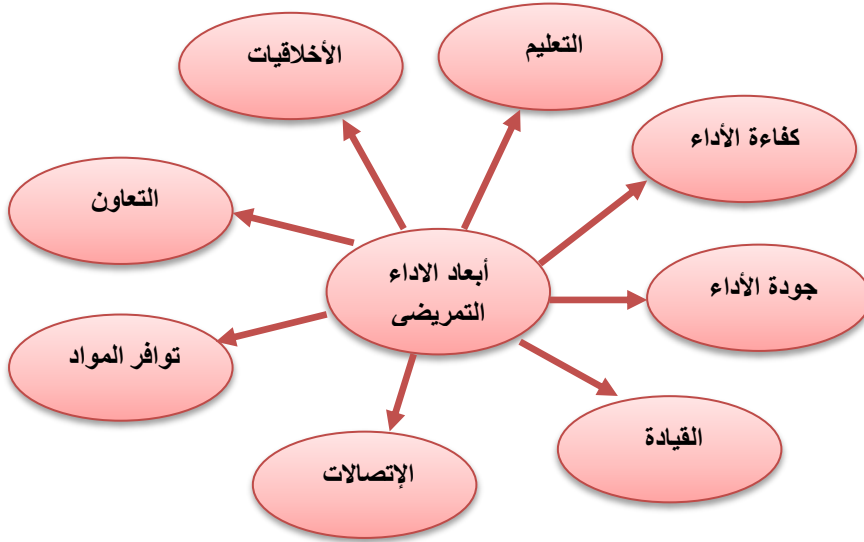 التعليم
الأخلاقيات
كفاءة الأداء
التعاون
أبعاد الاداء
التمريضى
جودة الأداء
توافر المواد
القيادة
الإتصالات